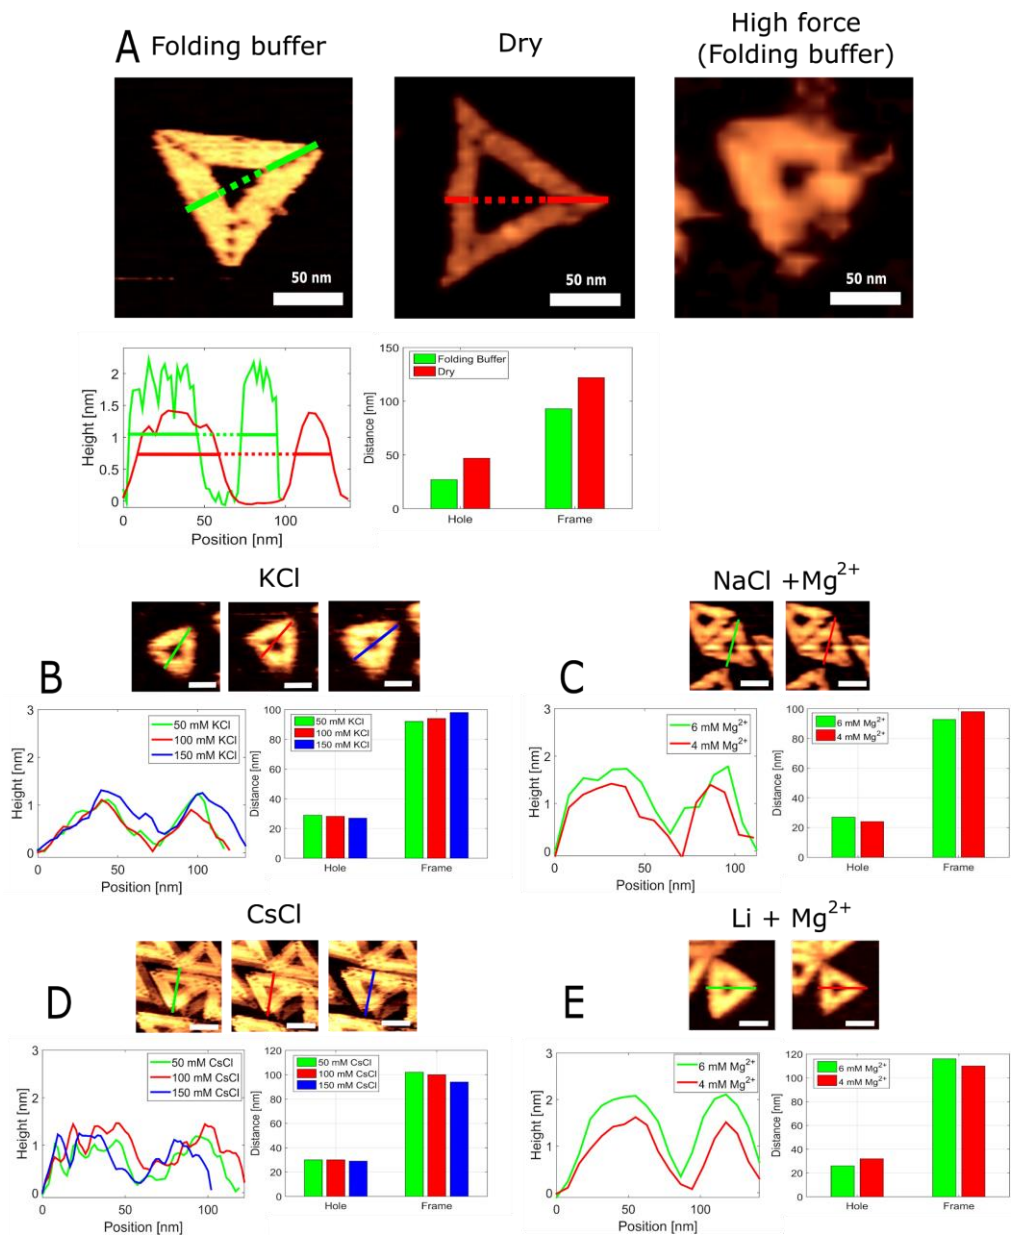 A Folding buffer
Dry
High force
(Folding buffer)
50 nm
50 nm
50 nm
Height [nm]
2
1.5
1
0.5
0
0 50 100
Position [nm]
Distance [nm]
150
100
50
0
Folding Buffer
Dry
Hole Frame
KCl
B
Height [nm]
3
2
1
0
50 mM KCl
100 mM KCl
150 mM KCl
0 50 100
Position [nm]
Distance [nm]
100
80
60
40
20
0
50 mM KCl
100 mM KCl
150 mM KCl
Hole Frame
NaCl +Mg²⁺
C
Height [nm]
3
2
1
0
6 mM Mg²⁺
4 mM Mg²⁺
0 50 100
Position [nm]
Distance [nm]
100
80
60
40
20
0
6 mM Mg²⁺
4 mM Mg²⁺
Hole Frame
CsCl
D
Height [nm]
3
2
1
0
50 mM CsCl
100 mM CsCl
150 mM CsCl
0 50 100
Position [nm]
Distance [nm]
120
100
80
60
40
20
0
50 mM CsCl
100 mM CsCl
150 mM CsCl
Hole Frame
Li + Mg²⁺
E
Height [nm]
3
2
1
0
6 mM Mg²⁺
4 mM Mg²⁺
0 50 100
Position [nm]
Distance [nm]
120
100
80
60
40
20
0
6 mM Mg²⁺
4 mM Mg²⁺
Hole Frame